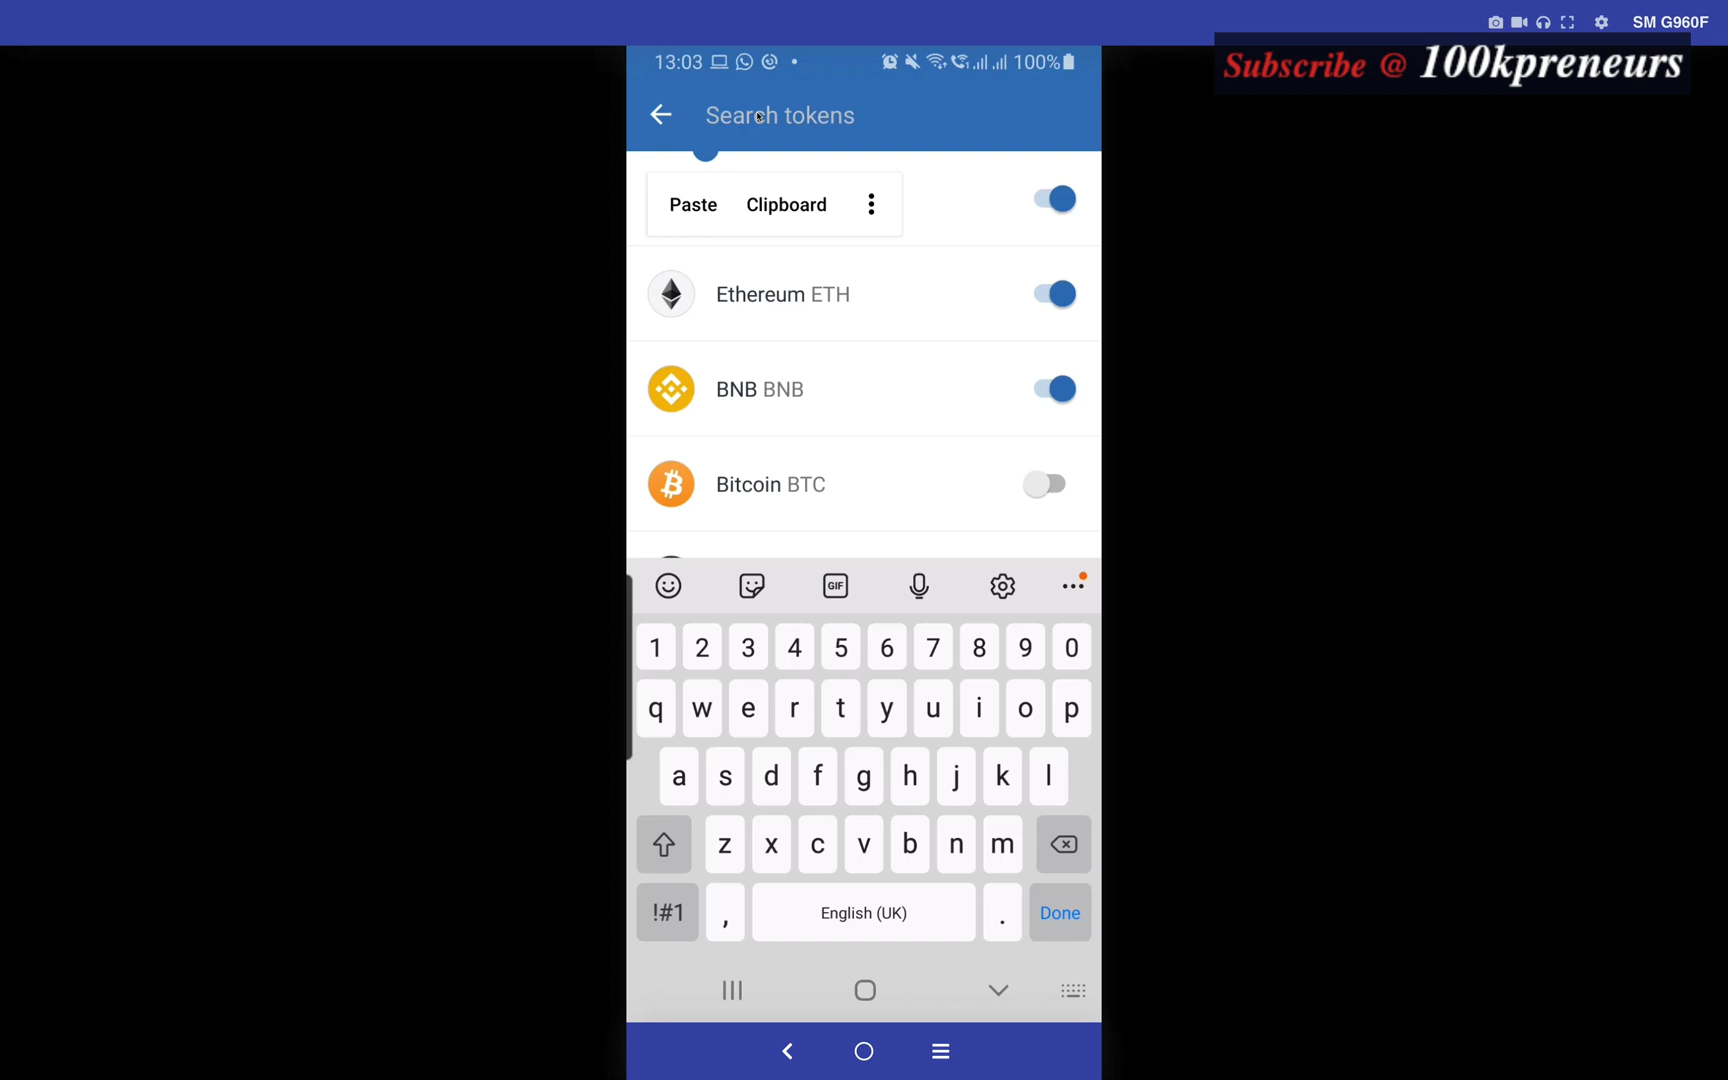 SM G960F
Subscribe @ 100kpreneurs
13:03 100%
Search tokens
Paste Clipboard
Ethereum ETH
BNB BNB
Bitcoin BTC
GIF
1 2 3 4 5 6 7 8 9 0
q w e r t y u i o p
a s d f g h j k l
z x c v b n m
!#1 , English (UK) . Done